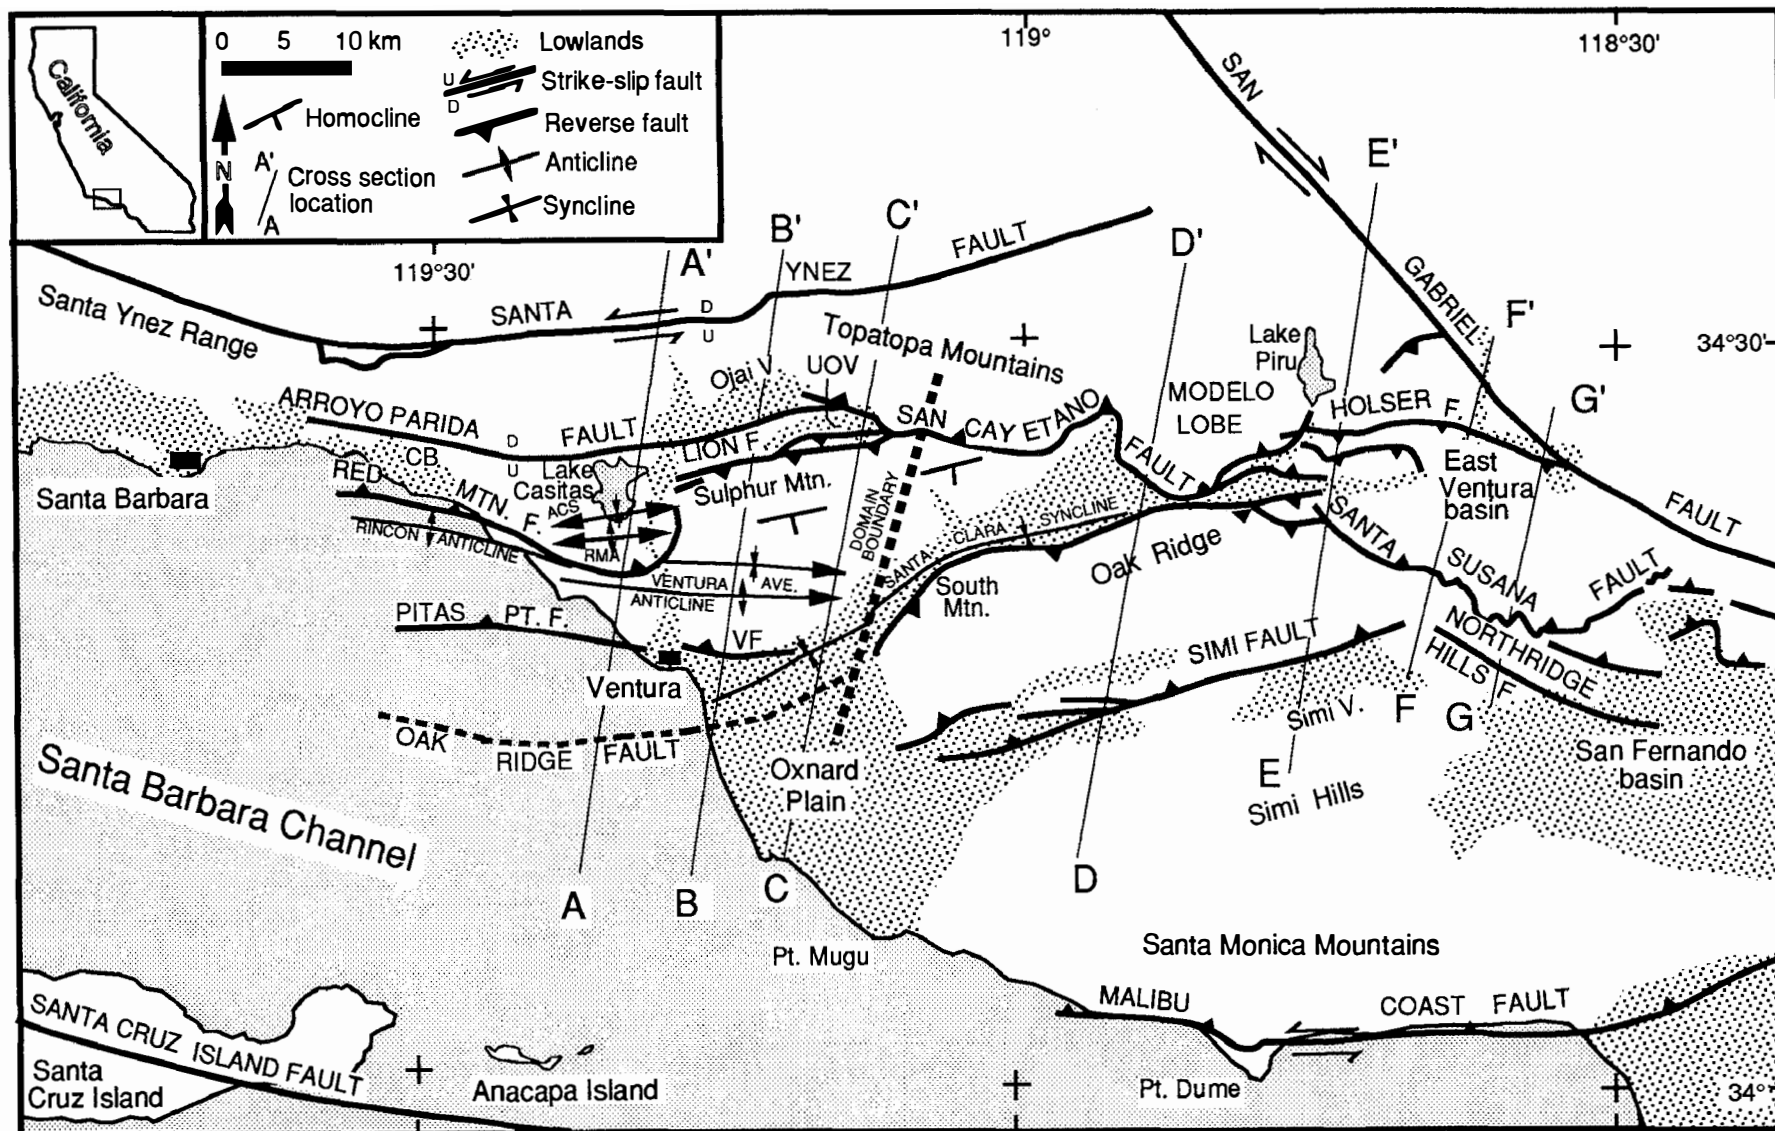 California
0 5 10 km
Homocline
N
A'
Cross section
location
A
Lowlands
U
D
Strike-slip fault
Reverse fault
Anticline
Syncline
119°
118°30'
119°30'
34°30'
34°
SAN GABRIEL FAULT
A'
B'
C'
D'
E'
F'
G'
SANTA YNEZ FAULT
D
U
Santa Ynez Range
Topatopa Mountains
Ojai V.
UOV
Lake
Piru
MODELO
LOBE
HOLSER F.
ARROYO PARIDA FAULT
D
U
CB
LION F.
SAN CAYETANO FAULT
Lake
Casitas
Sulphur Mtn.
DOMAIN
BOUNDARY
East
Ventura
basin
Santa Barbara
RED MTN. F.
ACS
RMA
RINCON ANTICLINE
VENTURA AVE.
ANTICLINE
SANTA CLARA SYNCLINE
Oak Ridge
South
Mtn.
SANTA SUSANA FAULT
PITAS PT. F.
VF
Ventura
SIMI FAULT
NORTHRIDGE
HILLS F.
Simi V.
OAK RIDGE FAULT
Oxnard
Plain
Simi Hills
San Fernando
basin
Santa Barbara Channel
A
B
C
D
E
F
G
Pt. Mugu
Santa Monica Mountains
MALIBU COAST FAULT
SANTA CRUZ ISLAND FAULT
Santa
Cruz Island
Anacapa Island
Pt. Dume